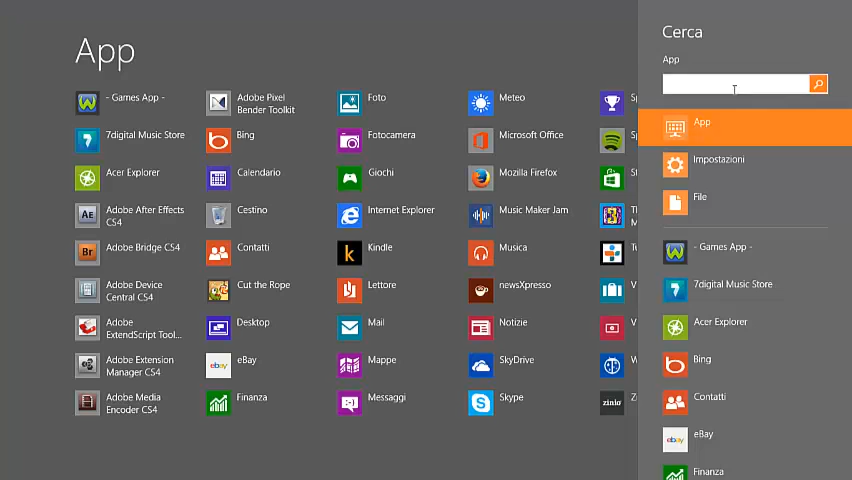 App
- Games App -
7digital Music Store
Acer Explorer
Adobe After Effects
CS4
Adobe Bridge CS4
Adobe Device
Central CS4
Adobe
ExtendScript Tool...
Adobe Extension
Manager CS4
Adobe Media
Encoder CS4
Adobe Pixel
Bender Toolkit
Bing
Calendario
Cestino
Contatti
Cut the Rope
Desktop
eBay
Finanza
Foto
Fotocamera
Giochi
Internet Explorer
Kindle
Lettore
Mail
Mappe
Messaggi
Meteo
Microsoft Office
Mozilla Firefox
Music Maker Jam
Musica
newsXpresso
Notizie
SkyDrive
Skype
Cerca
App
App
Impostazioni
File
- Games App -
7digital Music Store
Acer Explorer
Bing
Contatti
eBay
Finanza